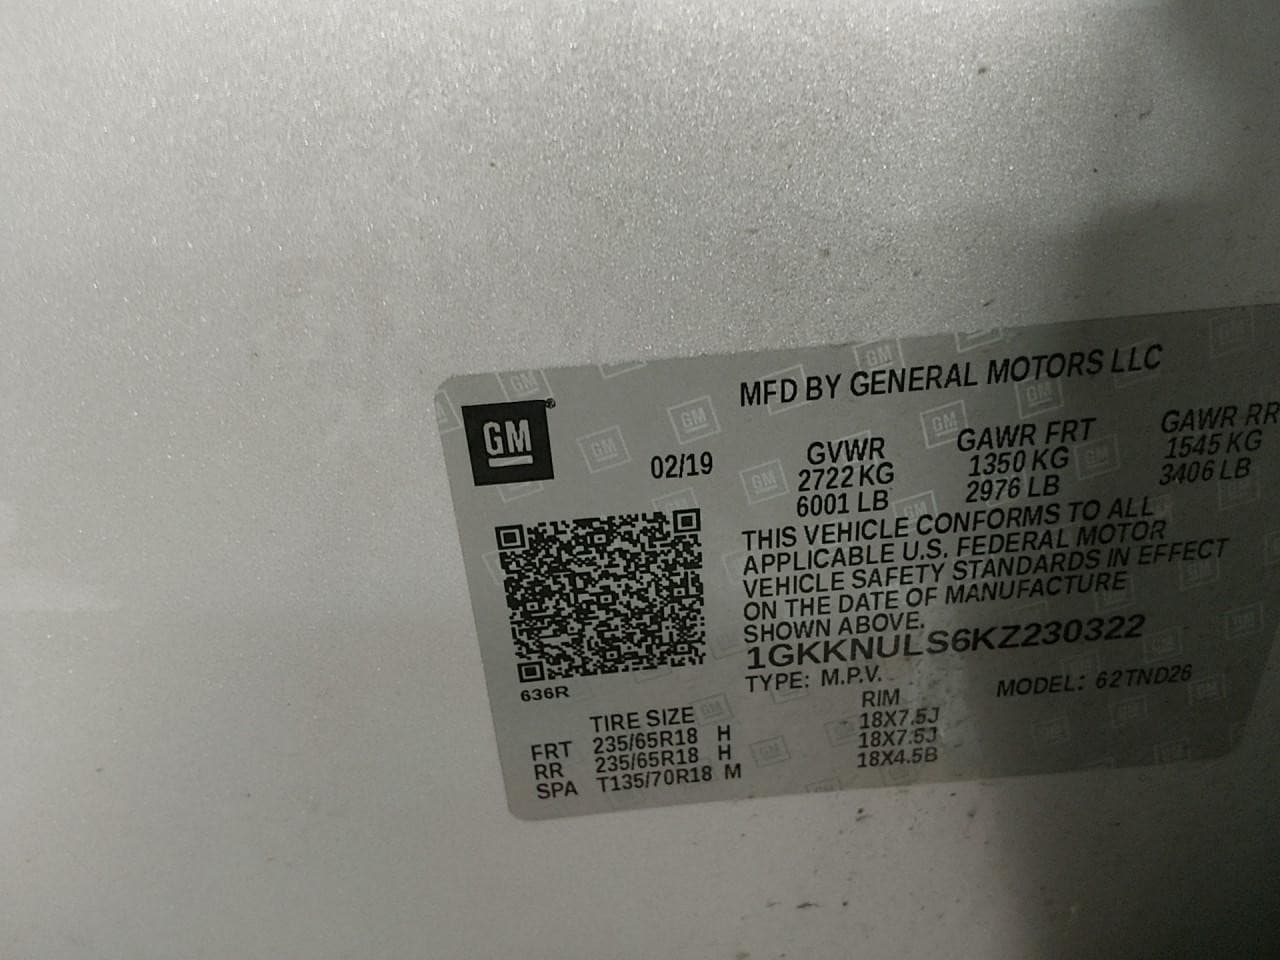 MFD BY GENERAL MOTORS LLC
GM
02/19
GVWR GAWR FRT GAWR RR
2722 KG 1350 KG 1545 KG
6001 LB 2976 LB 3406 LB
THIS VEHICLE CONFORMS TO ALL
APPLICABLE U.S. FEDERAL MOTOR
VEHICLE SAFETY STANDARDS IN EFFECT
ON THE DATE OF MANUFACTURE
SHOWN ABOVE.
1GKKNULS6KZ230322
TYPE: M.P.V. MODEL: 62TND26
636R
TIRE SIZE RIM
FRT 235/65R18 H 18X7.5J
RR 235/65R18 H 18X7.5J
SPA T135/70R18 M 18X4.5B